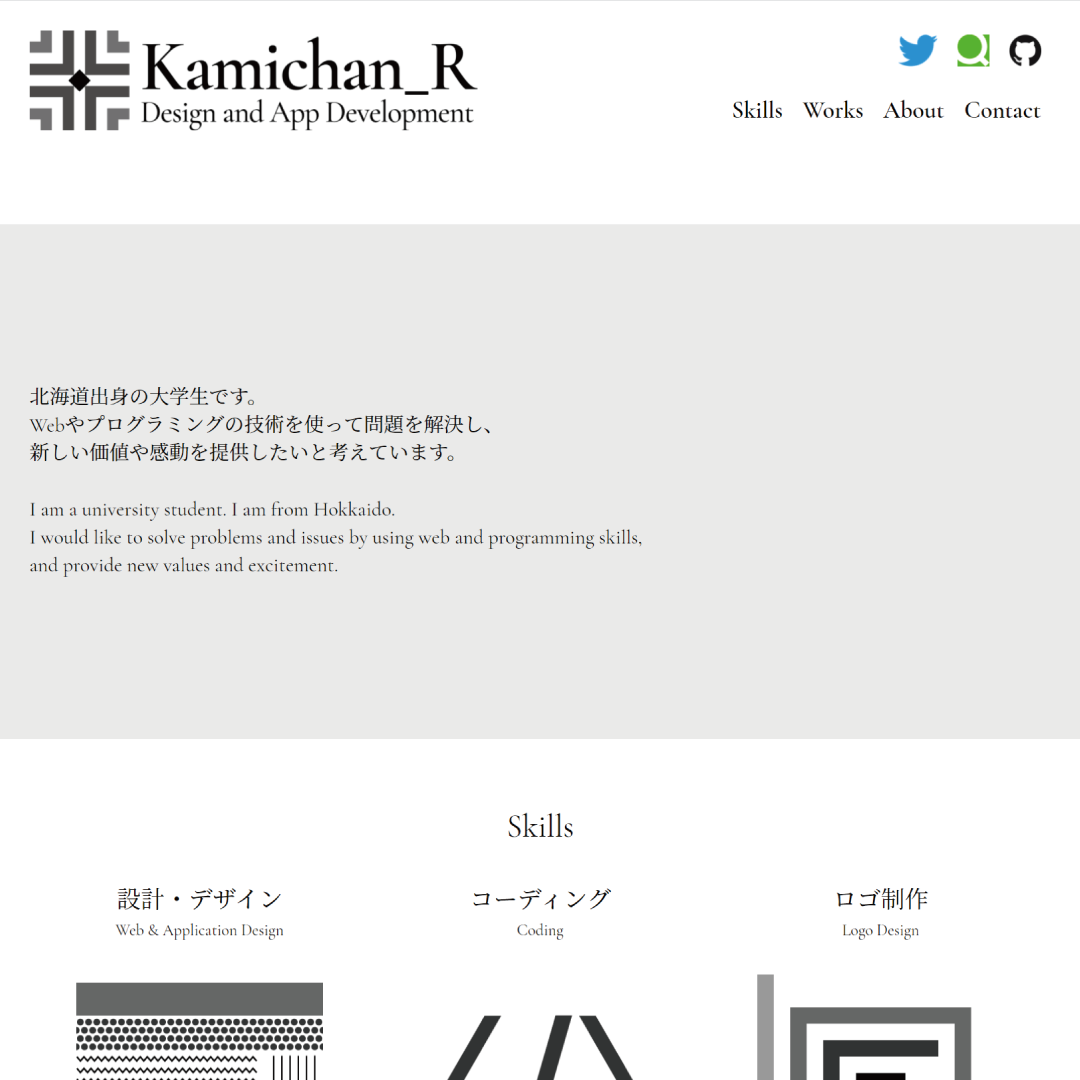 Kamichan_R
Design and App Development
Skills Works About Contact
北海道出身の大学生です。
Webやプログラミングの技術を使って問題を解決し、
新しい価値や感動を提供したいと考えています。
I am a university student. I am from Hokkaido.
I would like to solve problems and issues by using web and programming skills,
and provide new values and excitement.
Skills
設計・デザイン
Web & Application Design
コーディング
Coding
ロゴ制作
Logo Design